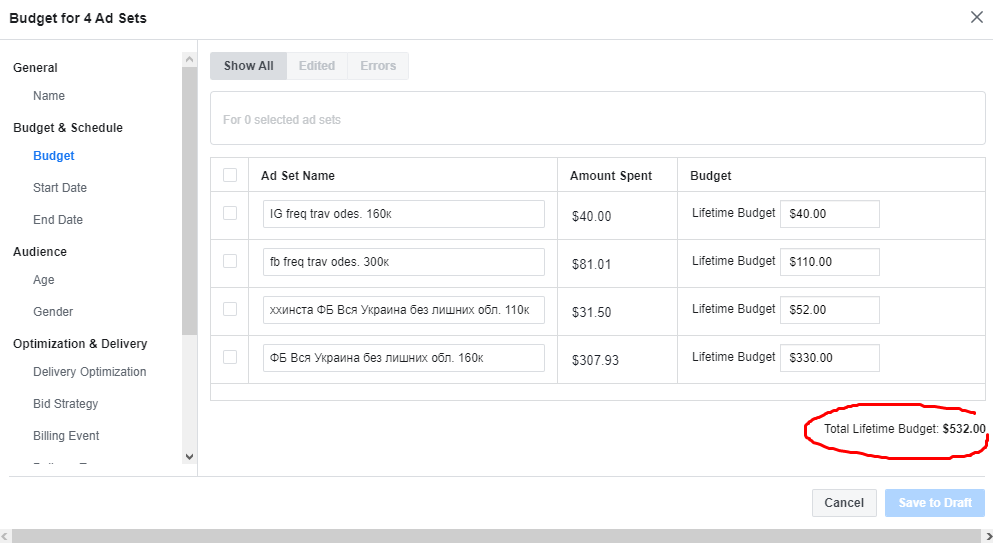 Budget for 4 Ad Sets
General
Name
Budget & Schedule
Budget
Start Date
End Date
Audience
Age
Gender
Optimization & Delivery
Delivery Optimization
Bid Strategy
Billing Event
Show All Edited Errors
For 0 selected ad sets
Ad Set Name Amount Spent Budget
IG freq trav odes. 160к $40.00 Lifetime Budget $40.00
fb freq trav odes. 300к $81.01 Lifetime Budget $110.00
ххинста ФБ Вся Украина без лишних обл. 110к $31.50 Lifetime Budget $52.00
ФБ Вся Украина без лишних обл. 160к $307.93 Lifetime Budget $330.00
Total Lifetime Budget: $532.00
Cancel Save to Draft